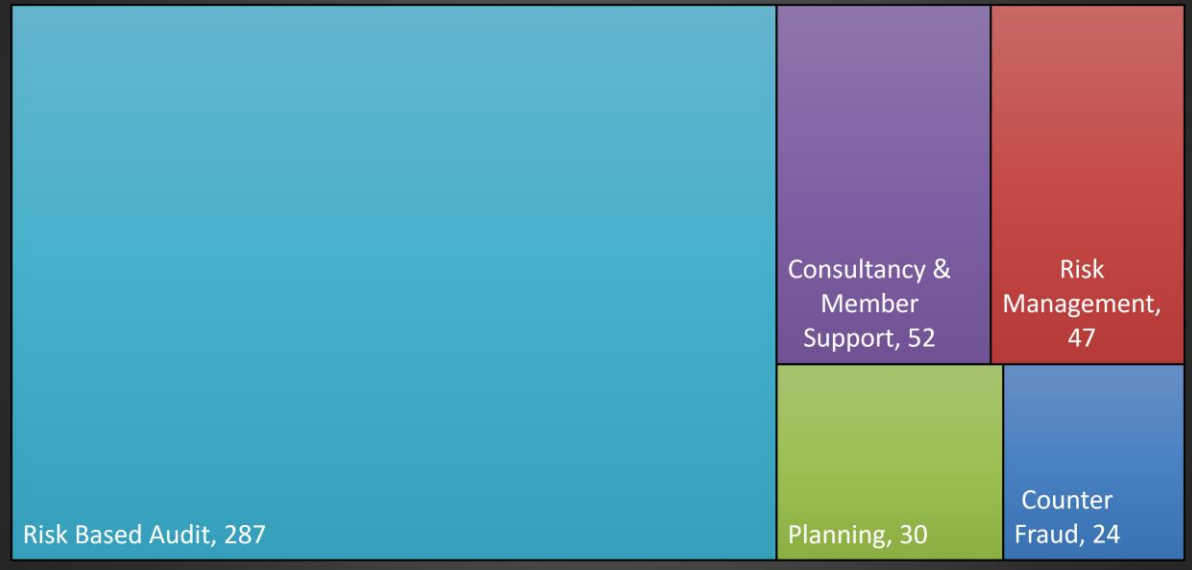 Risk Based Audit, 287
Consultancy &
Member
Support, 52
Risk
Management,
47
Planning, 30
Counter
Fraud, 24